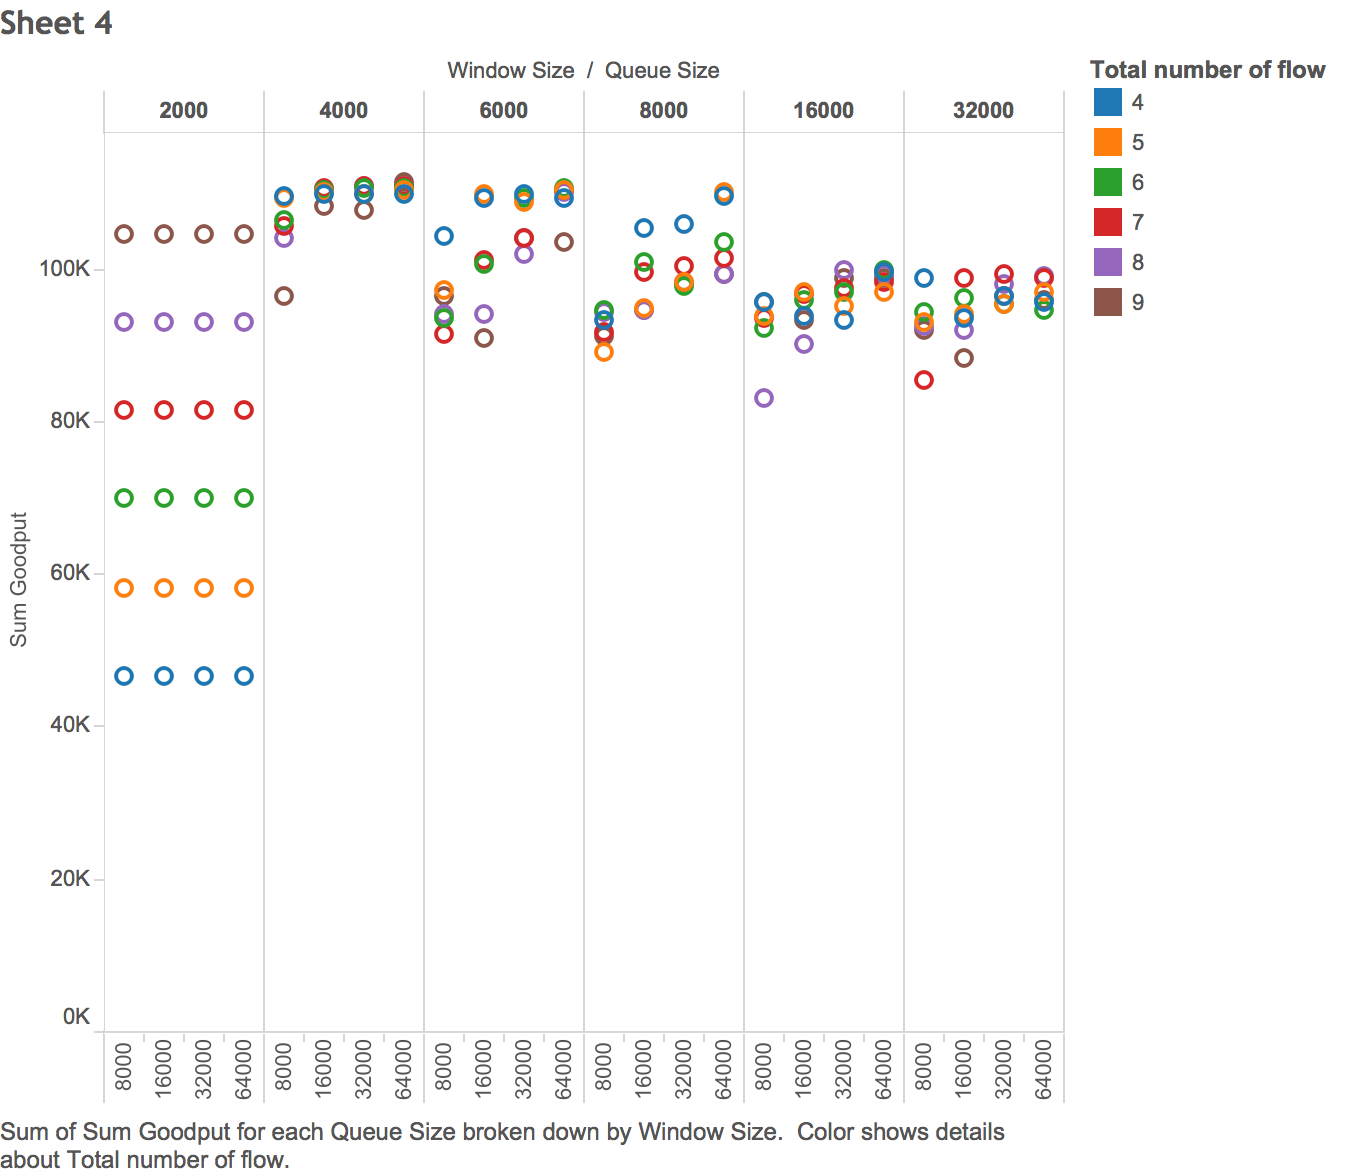 Sheet 4
Window Size / Queue Size
Total number of flow
2000 4000 6000 8000 16000 32000
4
5
6
7
8
9
100K
80K
60K
40K
20K
0K
Sum Goodput
8000 16000 32000 64000 8000 16000 32000 64000 8000 16000 32000 64000 8000 16000 32000 64000 8000 16000 32000 64000 8000 16000 32000 64000
Sum of Sum Goodput for each Queue Size broken down by Window Size. Color shows details
about Total number of flow.